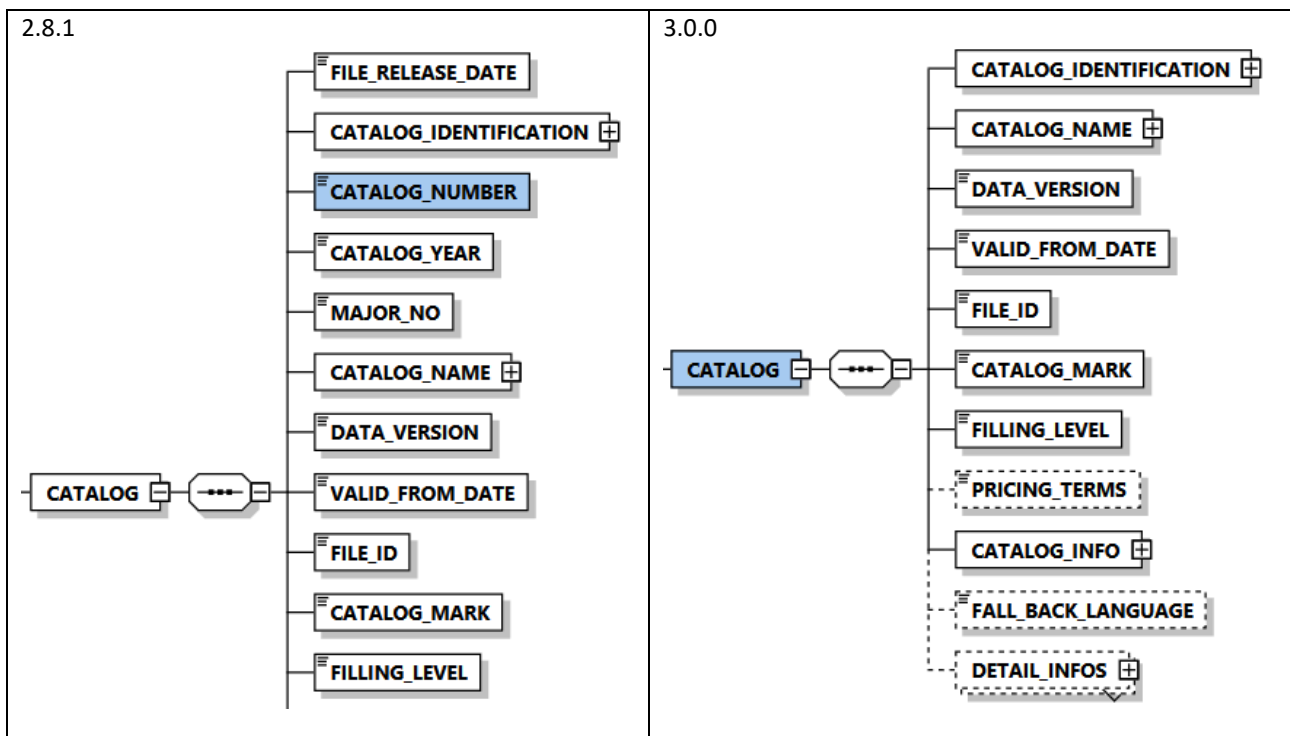 2.8.1
FILE_RELEASE_DATE
CATALOG_IDENTIFICATION
CATALOG_NUMBER
CATALOG_YEAR
MAJOR_NO
CATALOG_NAME
DATA_VERSION
CATALOG
VALID_FROM_DATE
FILE_ID
CATALOG_MARK
FILLING_LEVEL
3.0.0
CATALOG_IDENTIFICATION
CATALOG_NAME
DATA_VERSION
VALID_FROM_DATE
FILE_ID
CATALOG
CATALOG_MARK
FILLING_LEVEL
PRICING_TERMS
CATALOG_INFO
FALL_BACK_LANGUAGE
DETAIL_INFOS